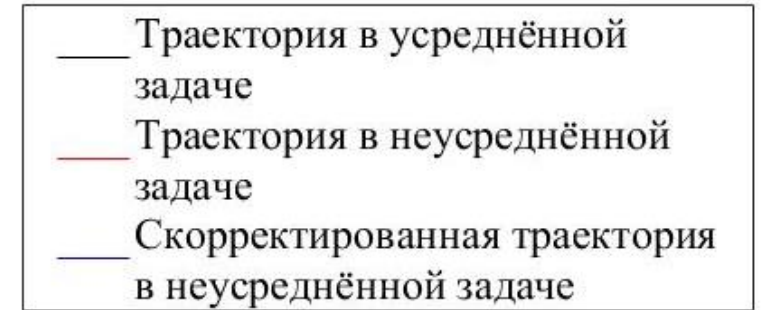 Траектория в усреднённой
задаче
Траектория в неусреднённой
задаче
Скорректированная траектория
в неусреднённой задаче